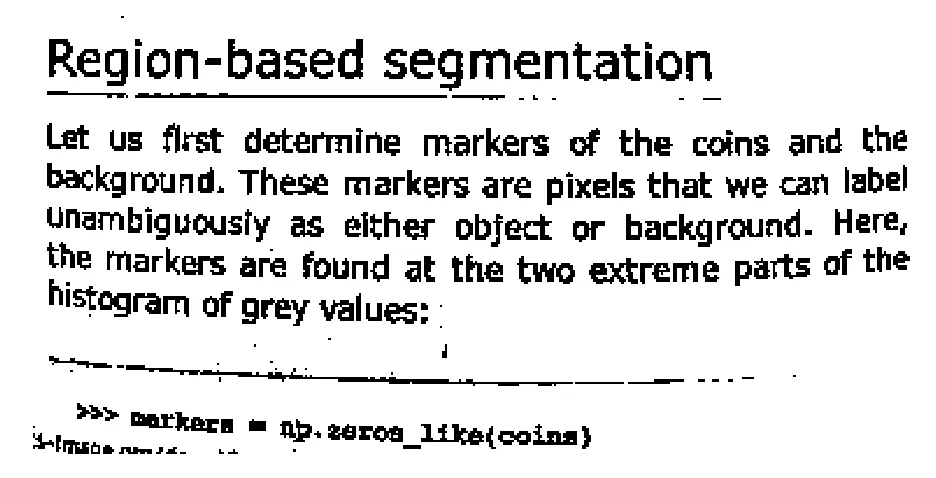 Region-based segmentation
Let us first determine markers of the coins and the
background. These markers are pixels that we can label
unambiguously as either object or background. Here,
the markers are found at the two extreme parts of the
histogram of grey values:
>>> markers = np.zeros_like(coins)